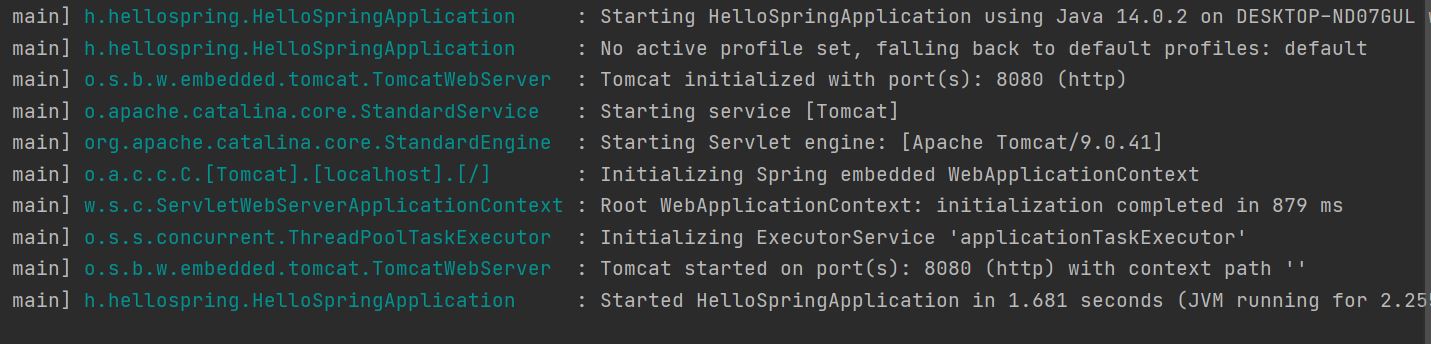 main] h.hellospring.HelloSpringApplication : Starting HelloSpringApplication using Java 14.0.2 on DESKTOP-ND07GUL
main] h.hellospring.HelloSpringApplication : No active profile set, falling back to default profiles: default
main] o.s.b.w.embedded.tomcat.TomcatWebServer : Tomcat initialized with port(s): 8080 (http)
main] o.apache.catalina.core.StandardService : Starting service [Tomcat]
main] org.apache.catalina.core.StandardEngine : Starting Servlet engine: [Apache Tomcat/9.0.41]
main] o.a.c.c.C.[Tomcat].[localhost].[/] : Initializing Spring embedded WebApplicationContext
main] w.s.c.ServletWebServerApplicationContext : Root WebApplicationContext: initialization completed in 879 ms
main] o.s.s.concurrent.ThreadPoolTaskExecutor : Initializing ExecutorService 'applicationTaskExecutor'
main] o.s.b.w.embedded.tomcat.TomcatWebServer : Tomcat started on port(s): 8080 (http) with context path ''
main] h.hellospring.HelloSpringApplication : Started HelloSpringApplication in 1.681 seconds (JVM running for 2.255